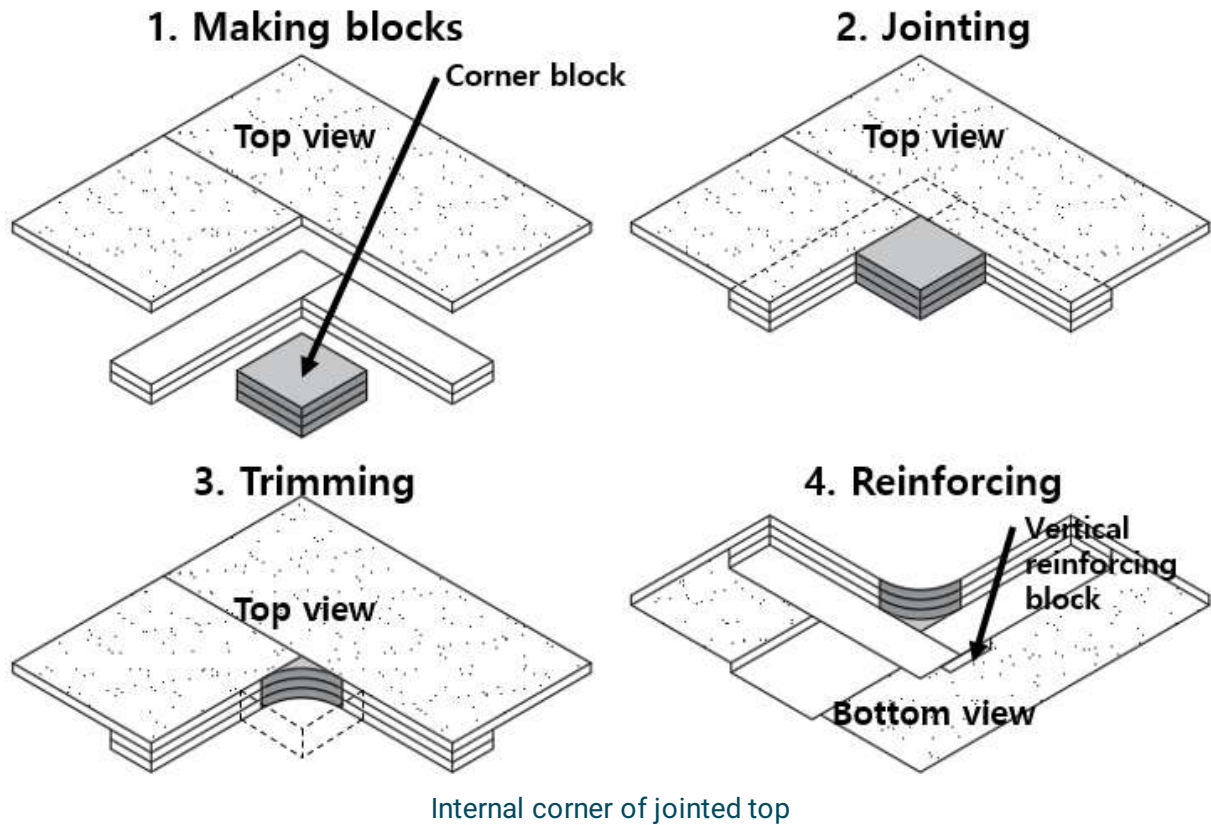 1. Making blocks
Corner block
Top view
2. Jointing
Top view
3. Trimming
Top view
4. Reinforcing
Vertical
reinforcing
block
Bottom view
Internal corner of jointed top